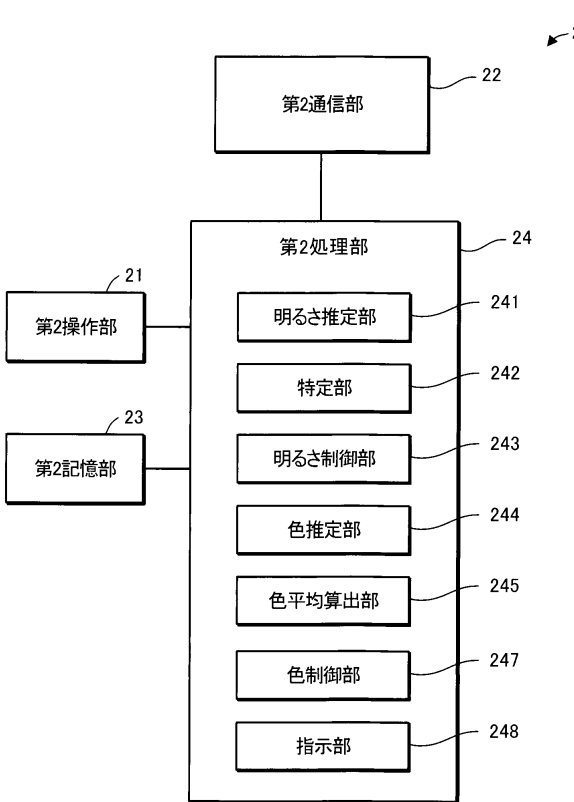 22
第2通信部
第2処理部
24
21
第2操作部
明るさ推定部
241
特定部
242
23
第2記憶部
明るさ制御部
243
色推定部
244
色平均算出部
245
色制御部
247
指示部
248